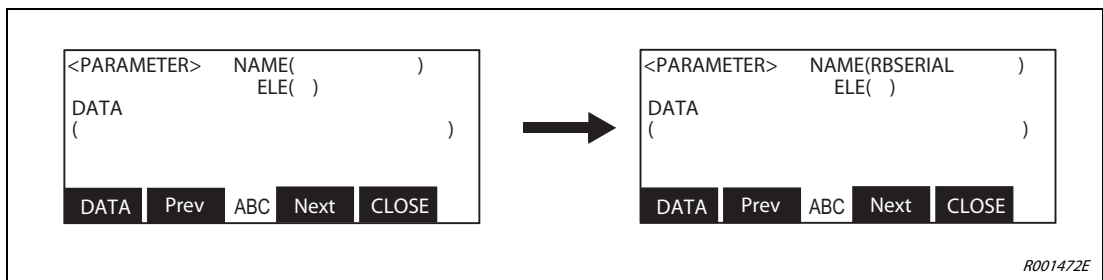 <PARAMETER> NAME( )
ELE( )
DATA
( )
DATA Prev ABC Next CLOSE
<PARAMETER> NAME(RBSERIAL )
ELE( )
DATA
( )
DATA Prev ABC Next CLOSE
R001472E